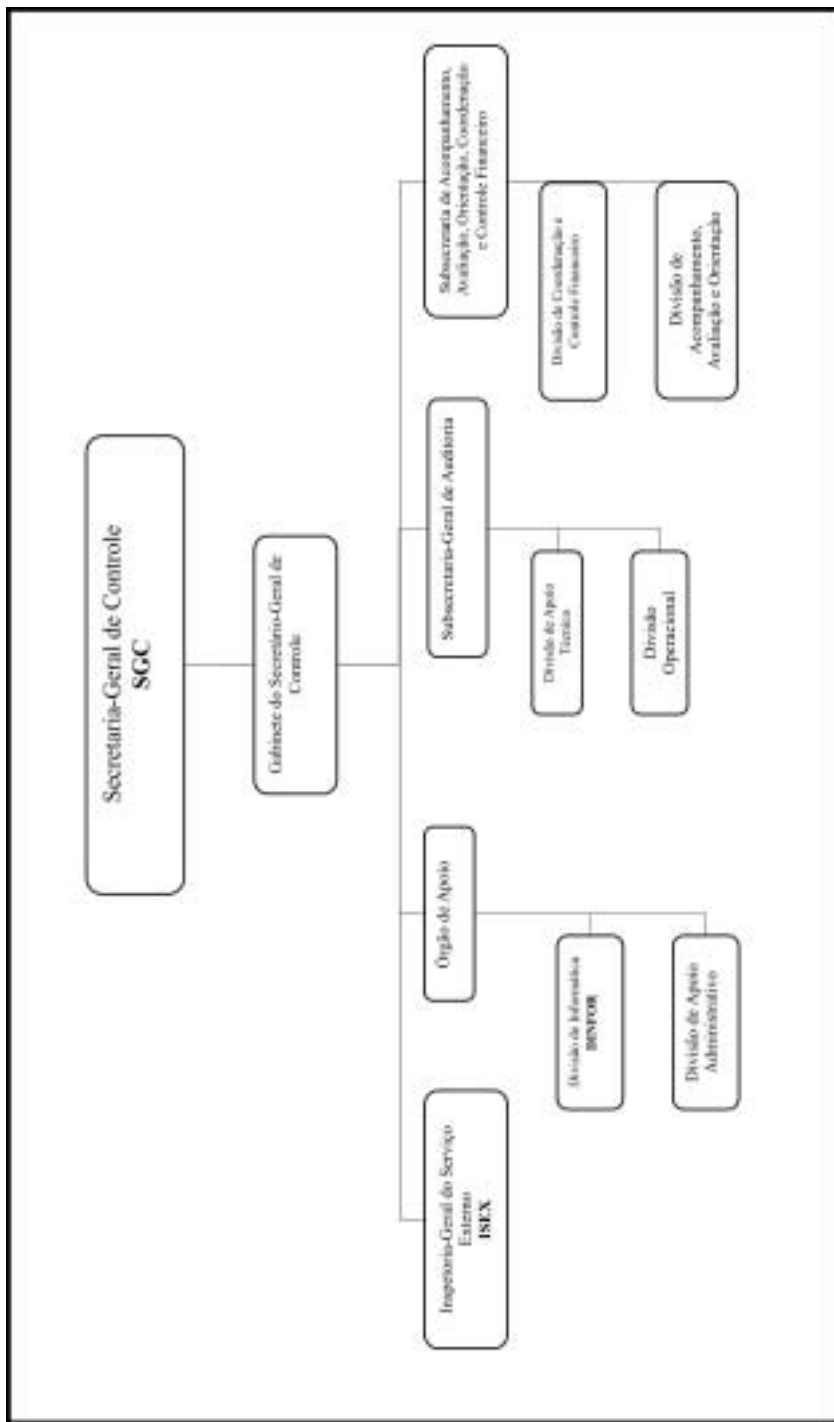 Secretaria-Geral de Controle
SGC
Gabinete do Secretário-Geral de
Controle
Inspetoria-Geral do Serviço
Externo
ISEX
Órgão de Apoio
Subsecretaria-Geral de Auditoria
Subsecretaria de Acompanhamento,
Avaliação, Orientação, Coordenação
e Controle Financeiro
Divisão de Informática
DINFOR
Divisão de Apoio
Administrativo
Divisão de Apoio
Técnica
Divisão
Operacional
Divisão de Coordenação e
Controle Financeiro
Divisão de
Acompanhamento,
Avaliação e Orientação